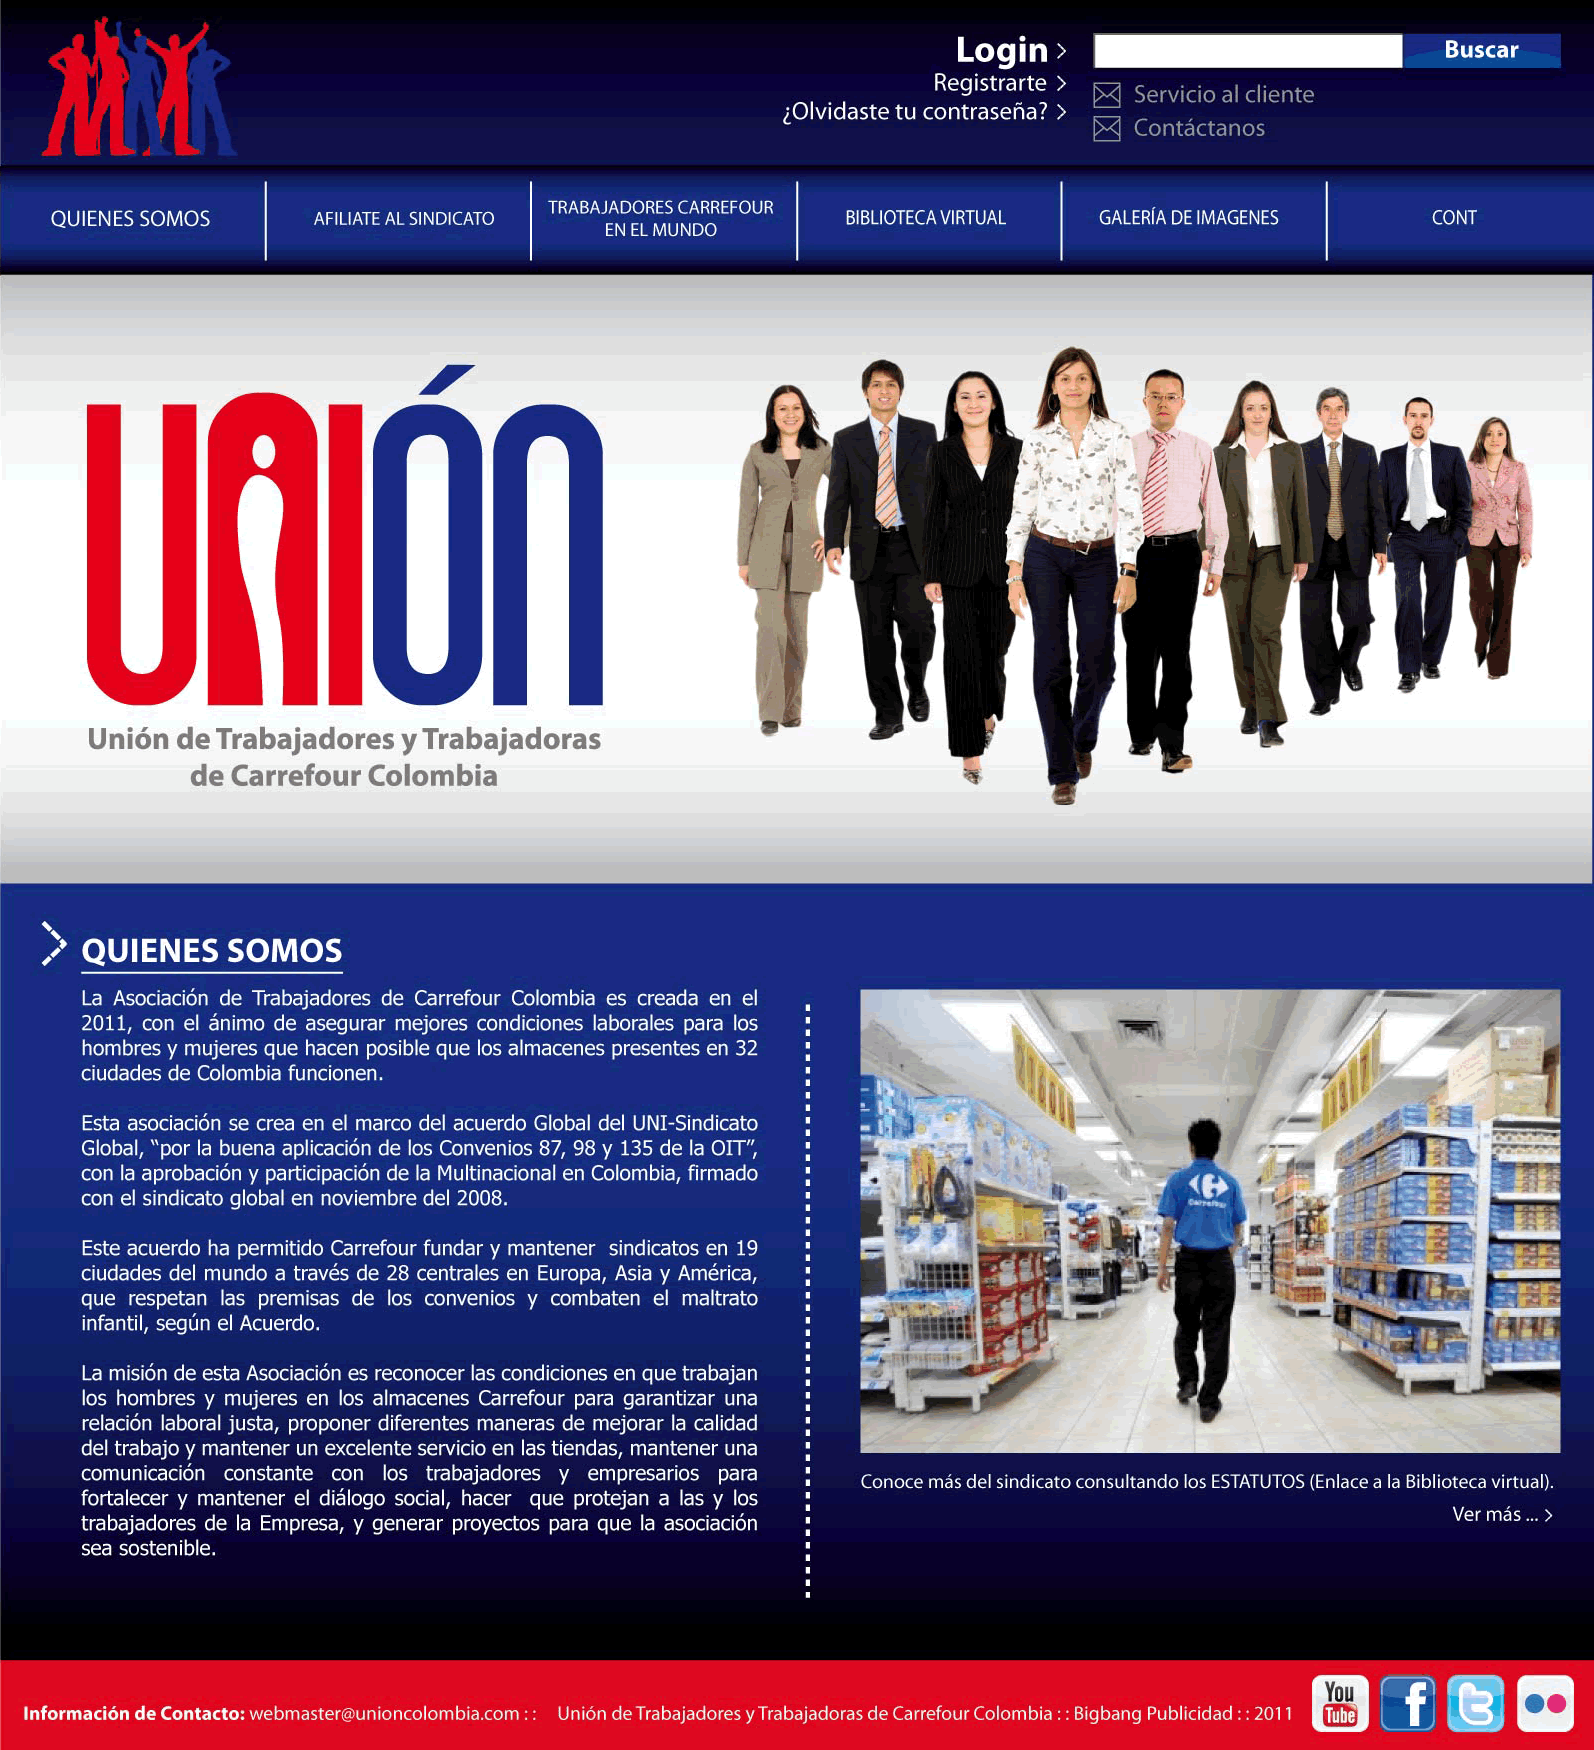 Login >
Registrarte >
¿Olvidaste tu contraseña? >
Buscar
Servicio al cliente
Contáctanos
QUIENES SOMOS
AFILIATE AL SINDICATO
TRABAJADORES CARREFOUR
EN EL MUNDO
BIBLIOTECA VIRTUAL
GALERÍA DE IMAGENES
CONT
UNIÓN
Unión de Trabajadores y Trabajadoras
de Carrefour Colombia
QUIENES SOMOS
La Asociación de Trabajadores de Carrefour Colombia es creada en el
2011, con el ánimo de asegurar mejores condiciones laborales para los
hombres y mujeres que hacen posible que los almacenes presentes en 32
ciudades de Colombia funcionen.
Esta asociación se crea en el marco del acuerdo Global del UNI-Sindicato
Global, “por la buena aplicación de los Convenios 87, 98 y 135 de la OIT”,
con la aprobación y participación de la Multinacional en Colombia, firmado
con el sindicato global en noviembre del 2008.
Este acuerdo ha permitido Carrefour fundar y mantener sindicatos en 19
ciudades del mundo a través de 28 centrales en Europa, Asia y América,
que respetan las premisas de los convenios y combaten el maltrato
infantil, según el Acuerdo.
La misión de esta Asociación es reconocer las condiciones en que trabajan
los hombres y mujeres en los almacenes Carrefour para garantizar una
relación laboral justa, proponer diferentes maneras de mejorar la calidad
del trabajo y mantener un excelente servicio en las tiendas, mantener una
comunicación constante con los trabajadores y empresarios para
fortalecer y mantener el diálogo social, hacer que protejan a las y los
trabajadores de la Empresa, y generar proyectos para que la asociación
sea sostenible.
Carrefour
Conoce más del sindicato consultando los ESTATUTOS (Enlace a la Biblioteca virtual).
Ver más ... >
Información de Contacto: webmaster@unioncolombia.com : : Unión de Trabajadores y Trabajadoras de Carrefour Colombia : : Bigbang Publicidad : : 2011
You
Tube
f
t